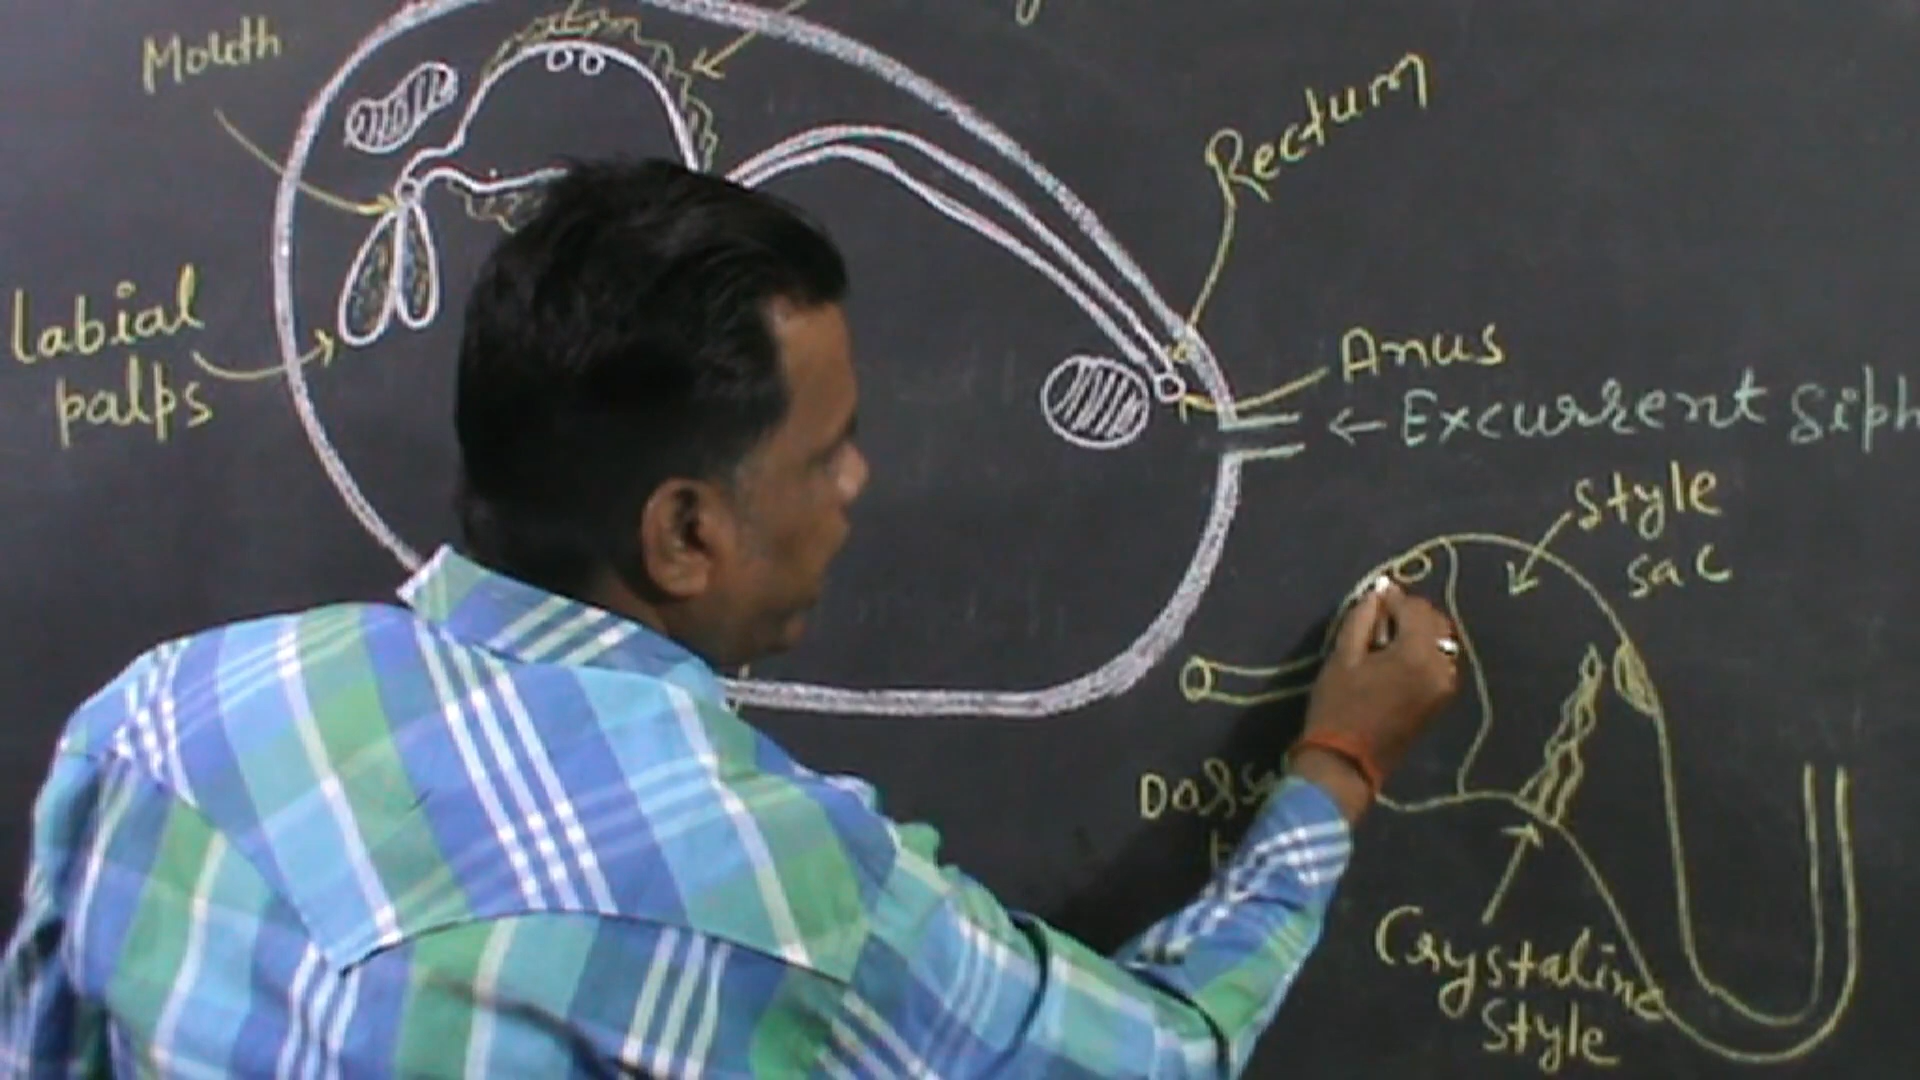 Mouth
Rectum
Labial
palps
Anus
← Excurrent Siph
Style
sac
Crystaline
Style